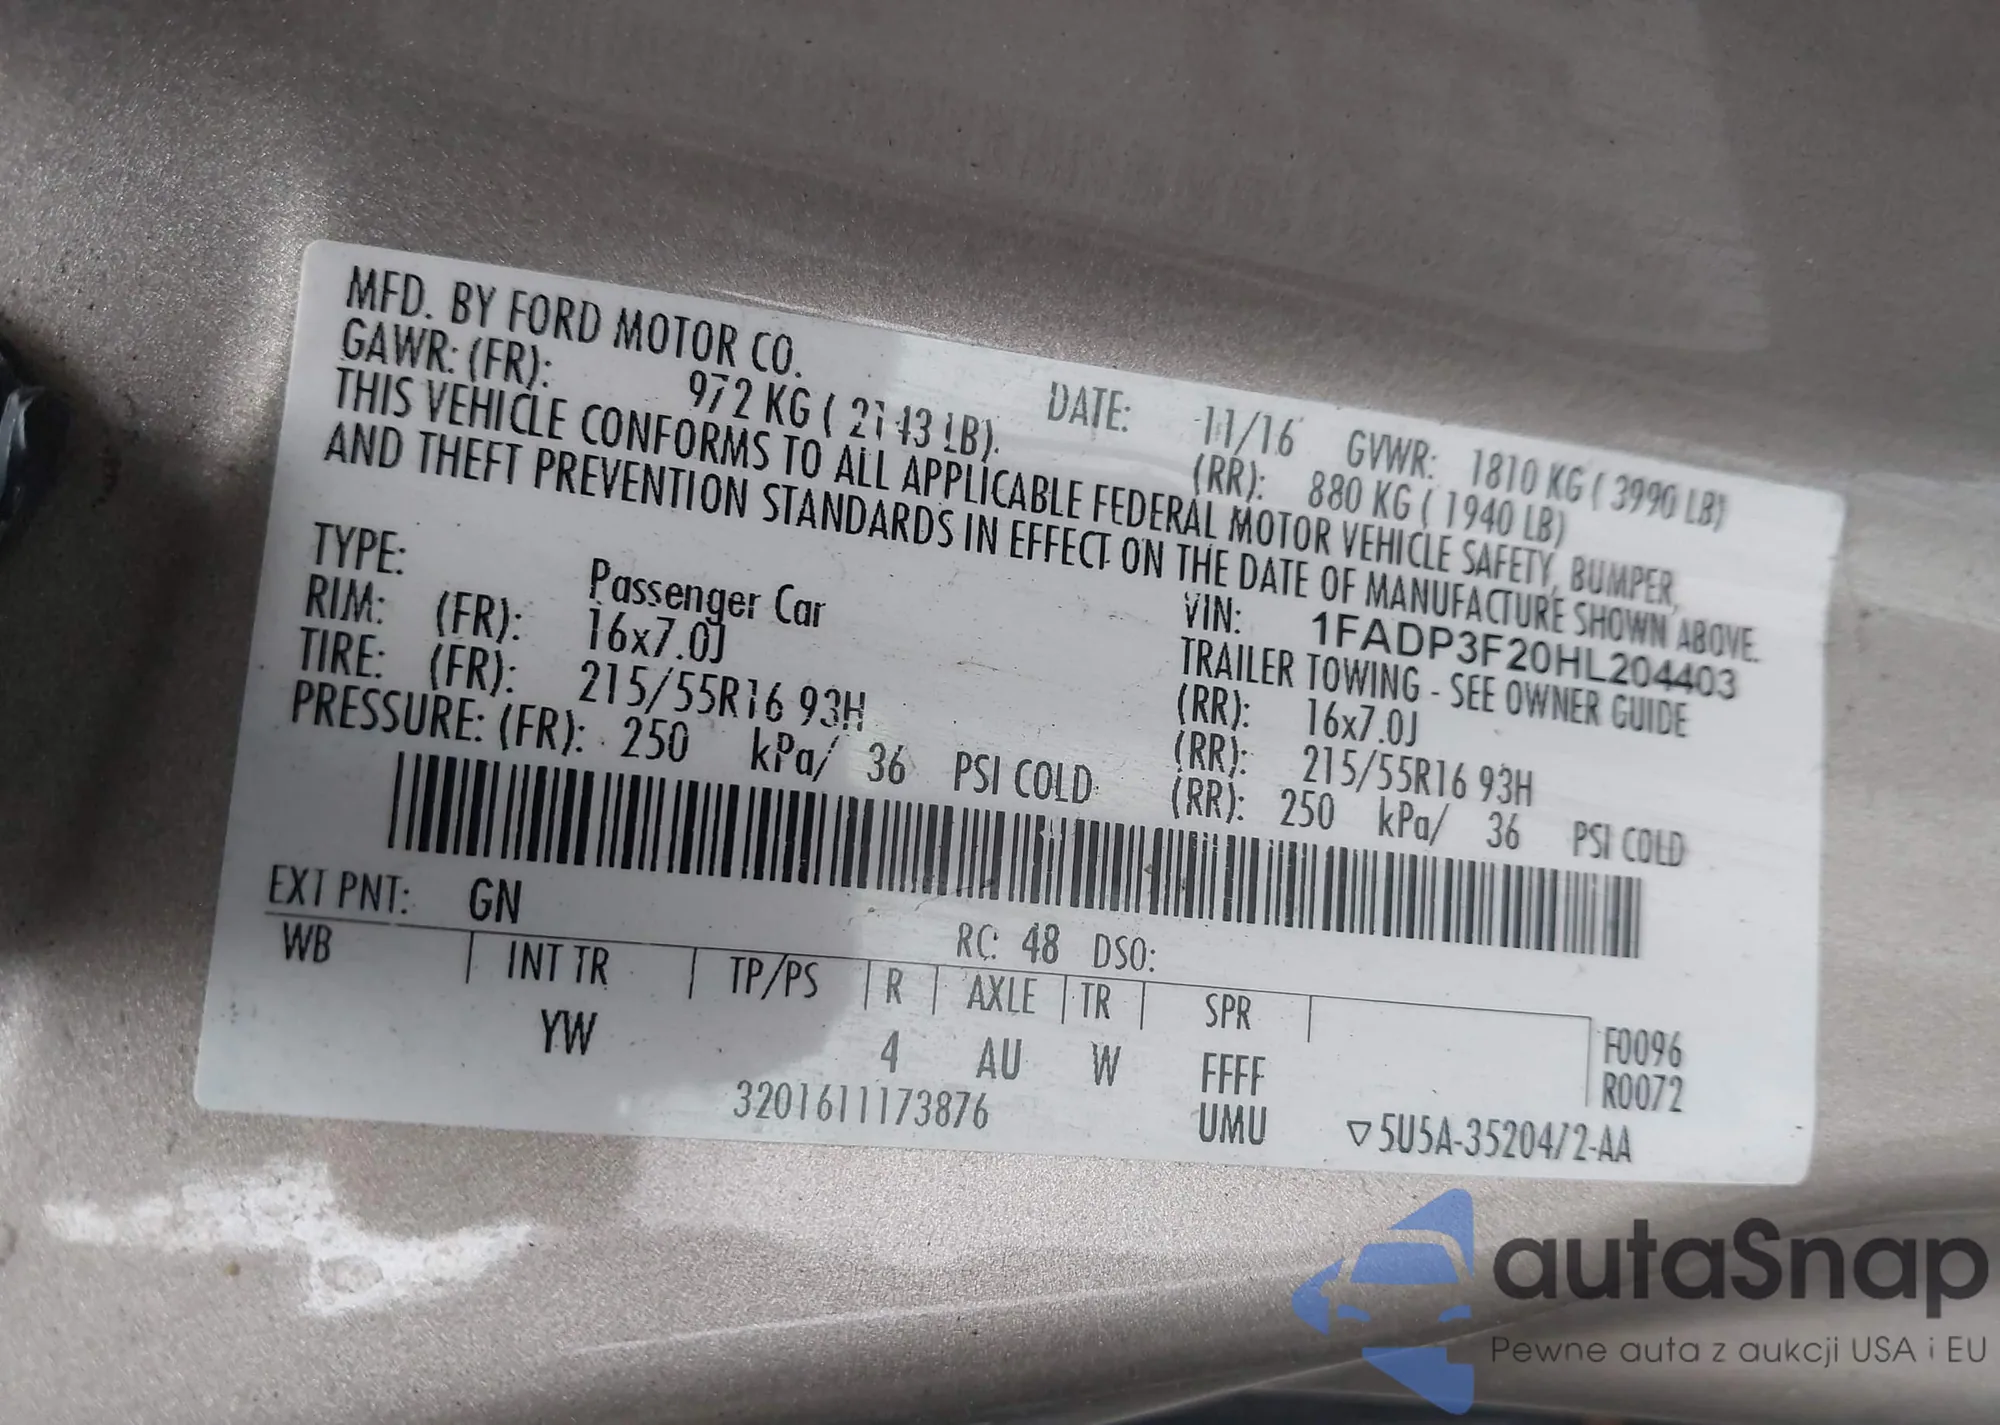 MFD. BY FORD MOTOR CO. DATE: 11/16 GVWR: 1810 KG ( 3990 LB)
GAWR: (FR): 972 KG ( 2143 LB). (RR): 880 KG ( 1940 LB)
THIS VEHICLE CONFORMS TO ALL APPLICABLE FEDERAL MOTOR VEHICLE SAFETY, BUMPER,
AND THEFT PREVENTION STANDARDS IN EFFECT ON THE DATE OF MANUFACTURE SHOWN ABOVE.
VIN: 1FADP3F20HL204403
TYPE: Passenger Car TRAILER TOWING - SEE OWNER GUIDE
RIM: (FR): 16x7.0J (RR): 16x7.0J
TIRE: (FR): 215/55R16 93H (RR): 215/55R16 93H
PRESSURE: (FR): 250 kPa/ 36 PSI COLD (RR): 250 kPa/ 36 PSI COLD
EXT PNT: GN RC: 48 DSO:
WB INT TR TP/PS R AXLE TR SPR
F0096
YW 4 AU W FFFF R0072
3201611173876 UMU ▽5U5A-3520472-AA
autaSnap
Pewne auta z aukcji USA i EU